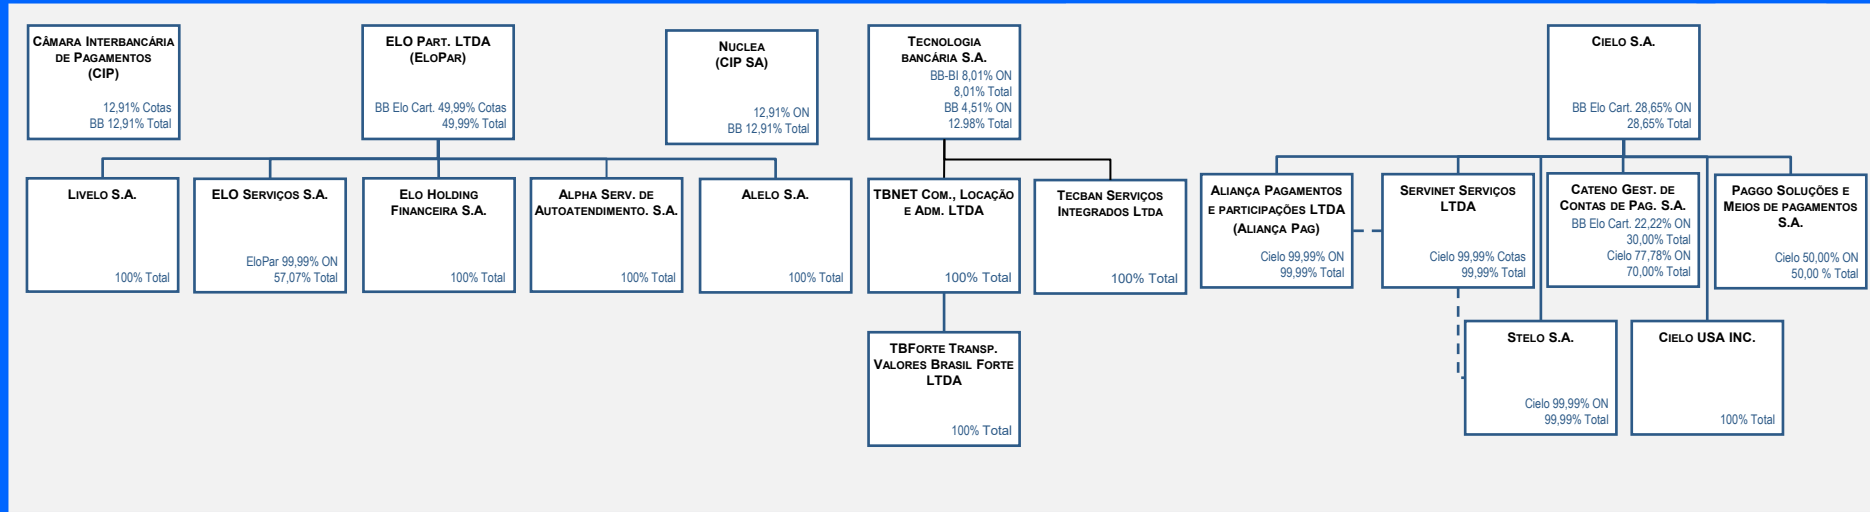 Câmara Interbancária
de Pagamentos
(CIP)
12,91% Cotas
BB 12,91% Total
ELO Part. LTDA
(EloPar)
BB Elo Cart. 49,99% Cotas
49,99% Total
Nuclea
(CIP SA)
12,91% ON
BB 12,91% Total
Tecnologia
bancária S.A.
BB-BI 8,01% ON
8,01% Total
BB 4,51% ON
12.98% Total
Cielo S.A.
BB Elo Cart. 28,65% ON
28,65% Total
Livelo S.A.
100% Total
ELO Serviços S.A.
EloPar 99,99% ON
57,07% Total
Elo Holding
Financeira S.A.
100% Total
Alpha Serv. de
Autoatendimento. S.A.
100% Total
Alelo S.A.
100% Total
TBNET Com., Locação
e Adm. LTDA
100% Total
Tecban Serviços
Integrados Ltda
100% Total
Aliança Pagamentos
e participações LTDA
(Aliança Pag)
Cielo 99,99% ON
99,99% Total
Servinet Serviços
LTDA
Cielo 99,99% Cotas
99,99% Total
Cateno Gest. de
Contas de Pag. S.A.
BB Elo Cart. 22,22% ON
30,00% Total
Cielo 77,78% ON
70,00% Total
Paggo Soluções e
Meios de pagamentos
S.A.
Cielo 50,00% ON
50,00 % Total
TBForte Transp.
Valores Brasil Forte
LTDA
100% Total
Stelo S.A.
Cielo 99,99% ON
99,99% Total
Cielo USA INC.
100% Total